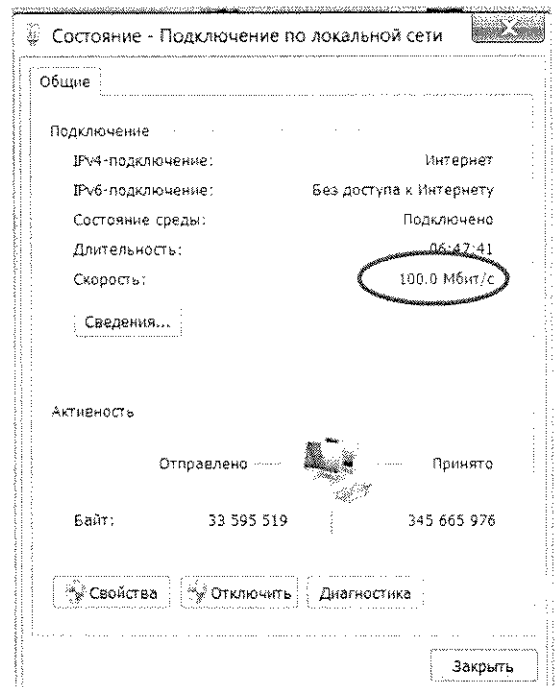 Состояние - Подключение по локальной сети
Общие
Подключение
IPv4-подключение: Интернет
IPv6-подключение: Без доступа к Интернету
Состояние среды: Подключено
Длительность: 06:47:41
Скорость: 100.0 Мбит/с
Сведения...
Активность
Отправлено Принято
Байт: 33 595 519 345 665 976
Свойства Отключить Диагностика
Закрыть